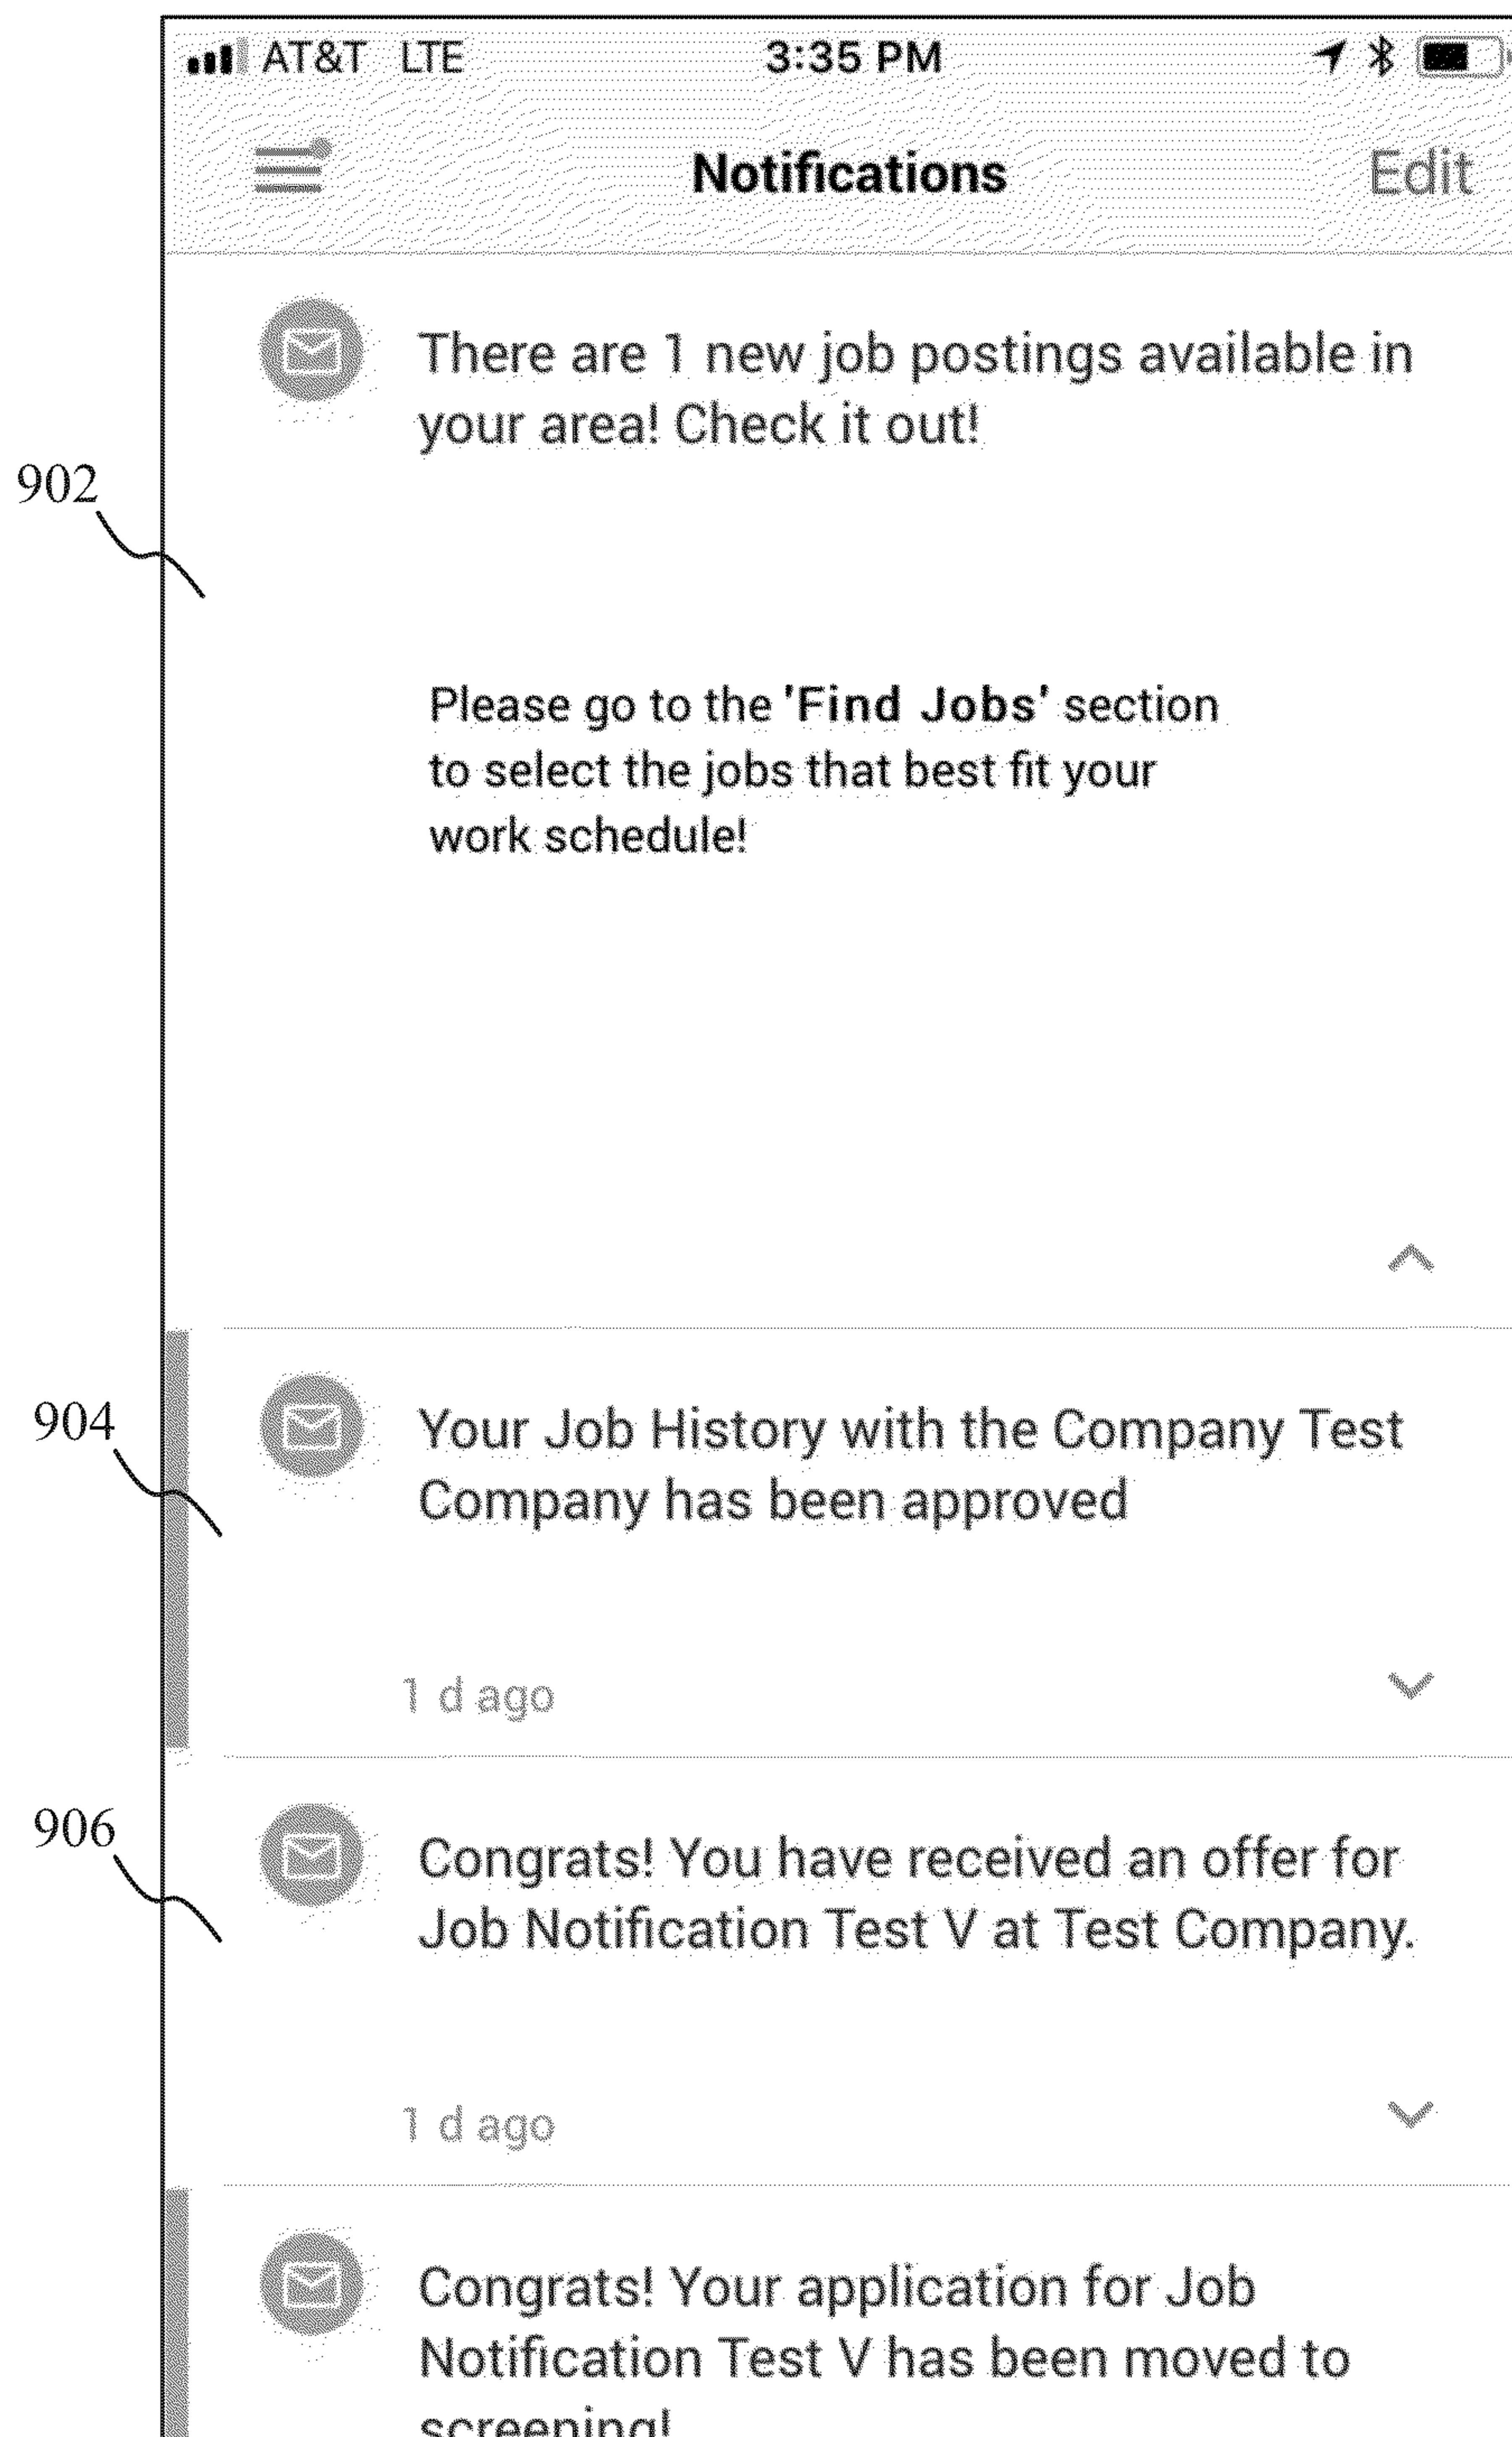 AT&T LTE 3:35 PM
Notifications Edit
There are 1 new job postings available in
your area! Check it out!
902
Please go to the 'Find Jobs' section
to select the jobs that best fit your
work schedule!
904
Your Job History with the Company Test
Company has been approved
1 d ago
906
Congrats! You have received an offer for
Job Notification Test V at Test Company.
1 d ago
Congrats! Your application for Job
Notification Test V has been moved to
screening!